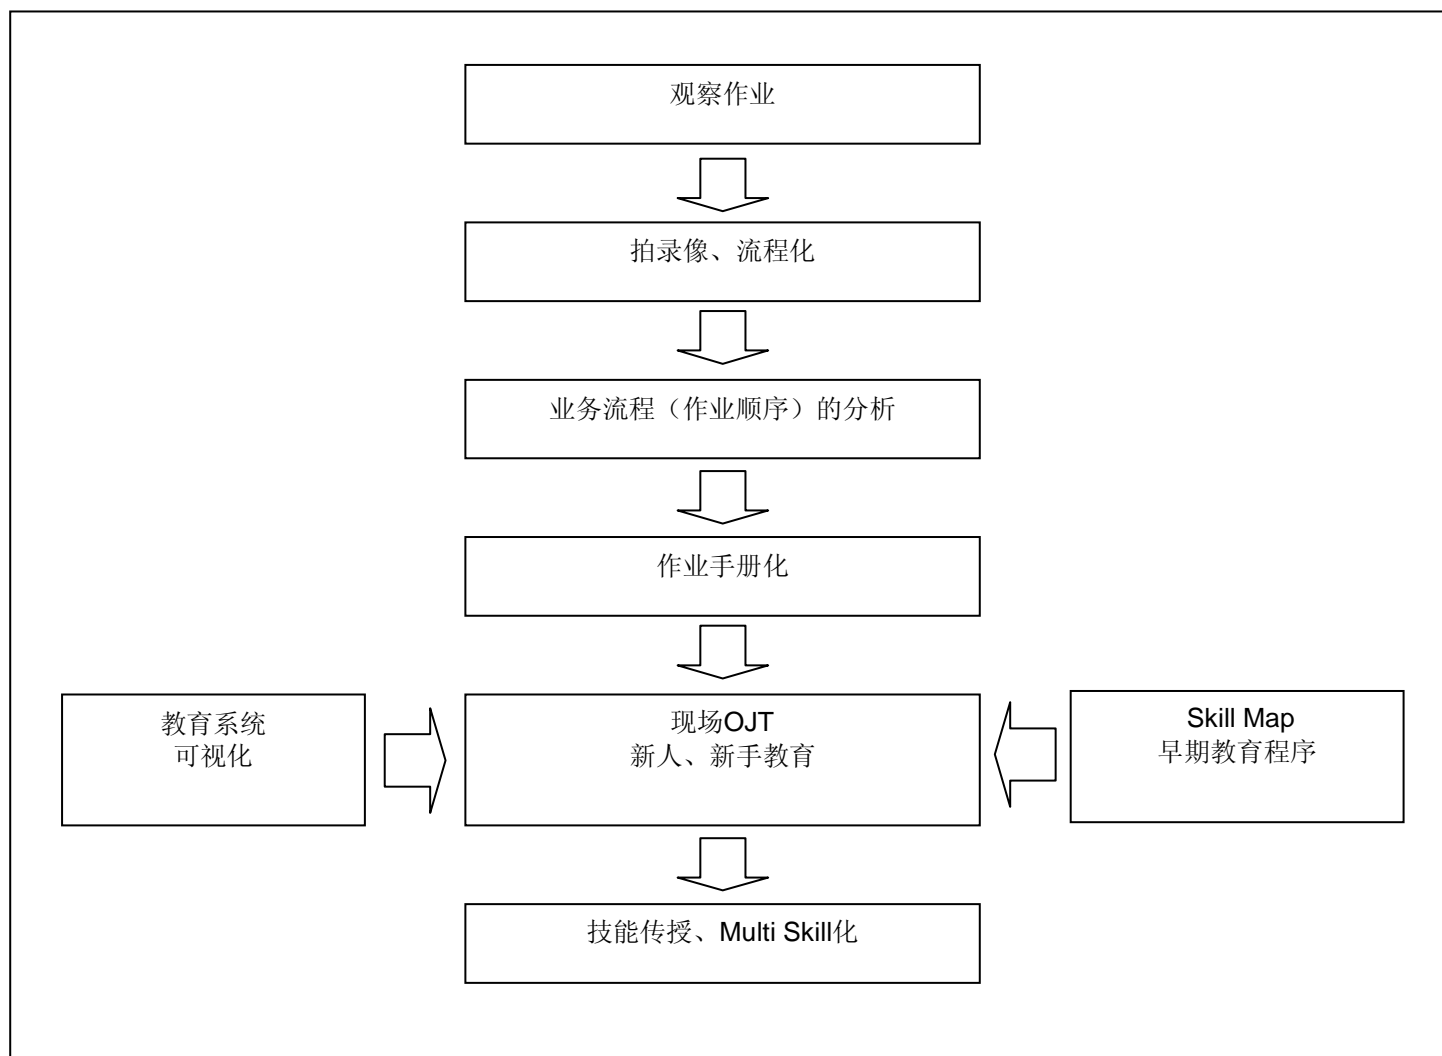 观察作业
拍录像、流程化
业务流程（作业顺序）的分析
作业手册化
教育系统
可视化
现场OJT
新人、新手教育
Skill Map
早期教育程序
技能传授、Multi Skill化